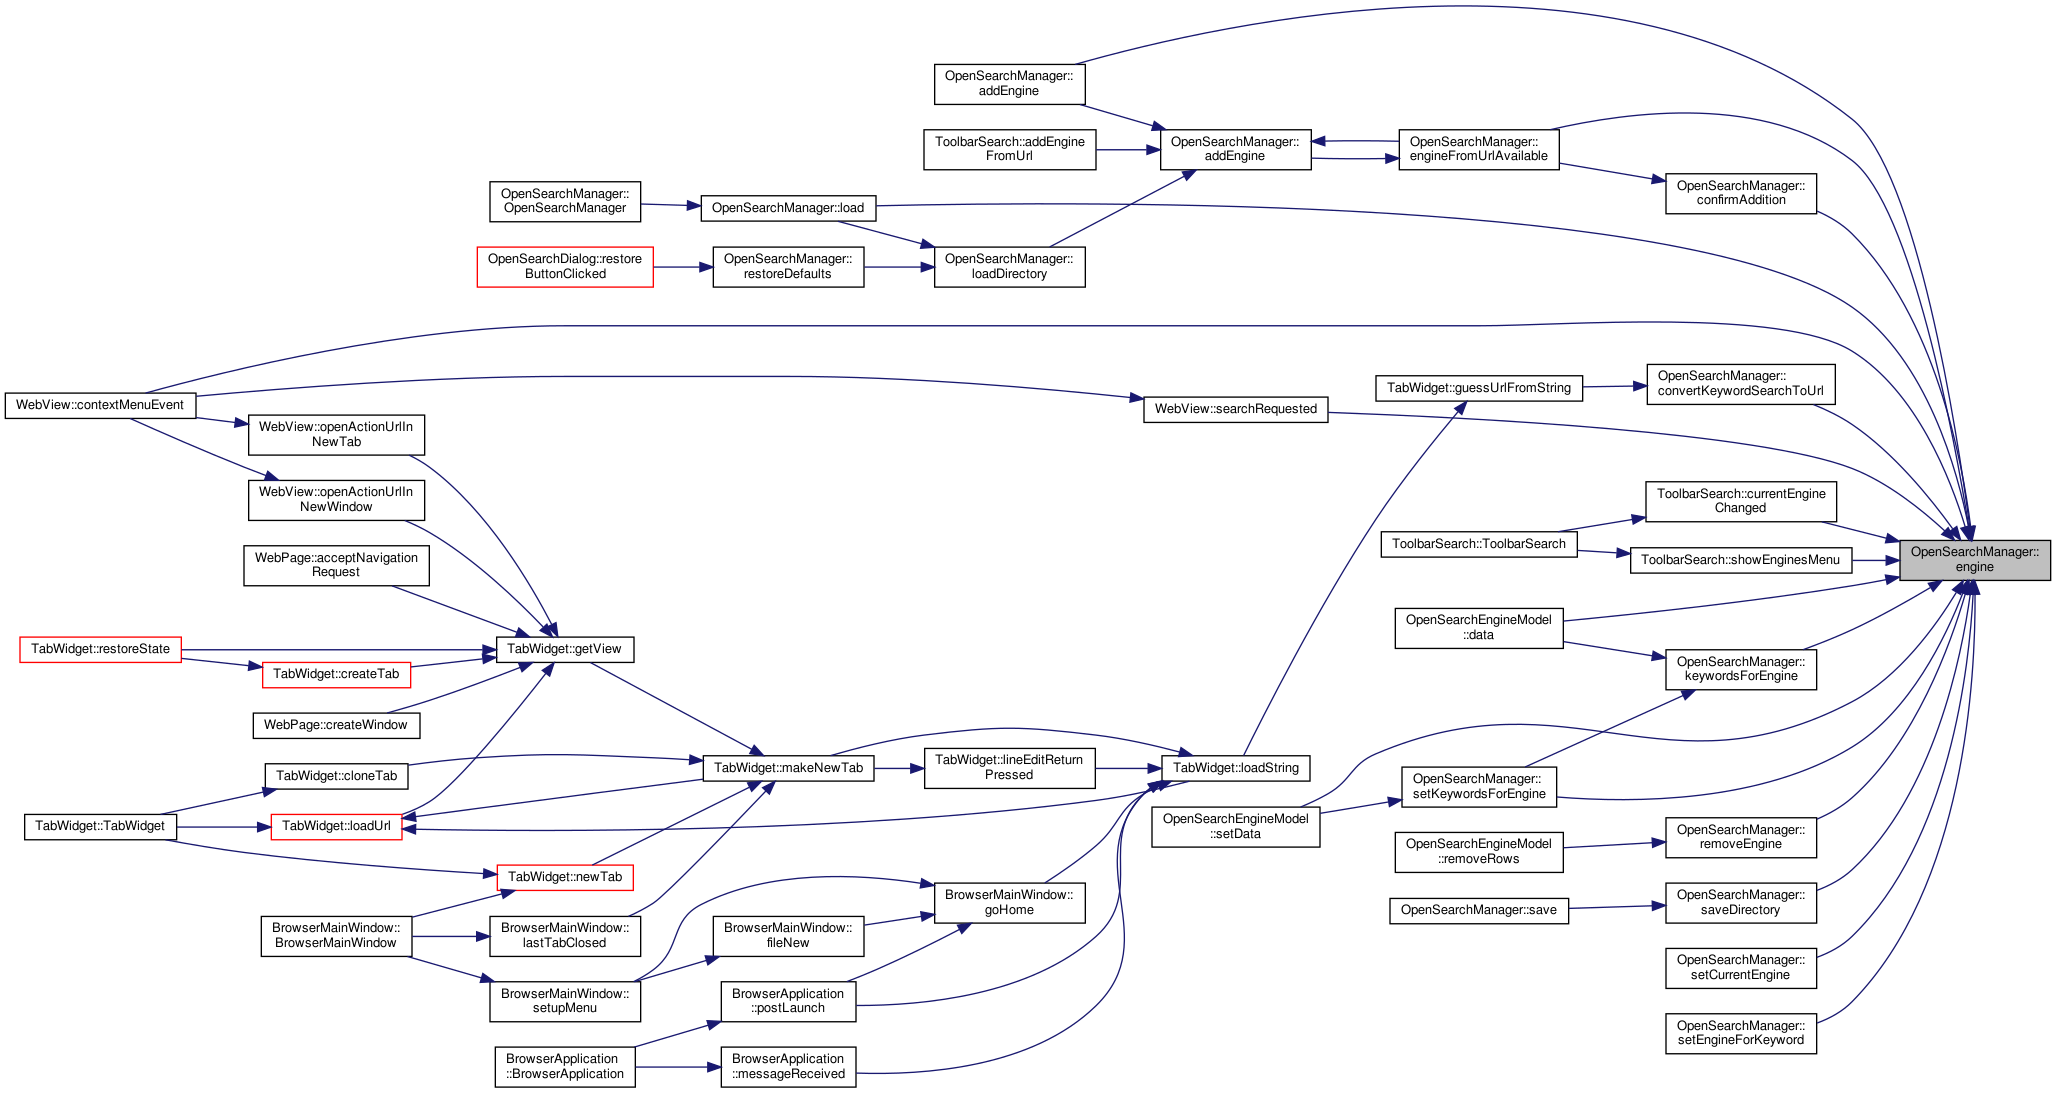 OpenSearchManager::
addEngine
ToolbarSearch::addEngine
FromUrl
OpenSearchManager::
addEngine
OpenSearchManager::
engineFromUrlAvailable
OpenSearchManager::
confirmAddition
OpenSearchManager::
OpenSearchManager
OpenSearchManager::load
OpenSearchDialog::restore
ButtonClicked
OpenSearchManager::
restoreDefaults
OpenSearchManager::
loadDirectory
WebView::contextMenuEvent
WebView::openActionUrlIn
NewTab
WebView::openActionUrlIn
NewWindow
WebView::searchRequested
TabWidget::guessUrlFromString
OpenSearchManager::
convertKeywordSearchToUrl
ToolbarSearch::currentEngine
Changed
ToolbarSearch::ToolbarSearch
ToolbarSearch::showEnginesMenu
OpenSearchManager::
engine
WebPage::acceptNavigation
Request
TabWidget::restoreState
TabWidget::createTab
TabWidget::getView
WebPage::createWindow
OpenSearchEngineModel
::data
OpenSearchManager::
keywordsForEngine
TabWidget::cloneTab
TabWidget::makeNewTab
TabWidget::lineEditReturn
Pressed
TabWidget::loadString
OpenSearchManager::
setKeywordsForEngine
TabWidget::TabWidget
TabWidget::loadUrl
OpenSearchEngineModel
::setData
OpenSearchEngineModel
::removeRows
OpenSearchManager::
removeEngine
TabWidget::newTab
BrowserMainWindow::
goHome
OpenSearchManager::save
OpenSearchManager::
saveDirectory
BrowserMainWindow::
BrowserMainWindow
BrowserMainWindow::
lastTabClosed
BrowserMainWindow::
fileNew
OpenSearchManager::
setCurrentEngine
BrowserMainWindow::
setupMenu
BrowserApplication
::postLaunch
OpenSearchManager::
setEngineForKeyword
BrowserApplication
::BrowserApplication
BrowserApplication
::messageReceived